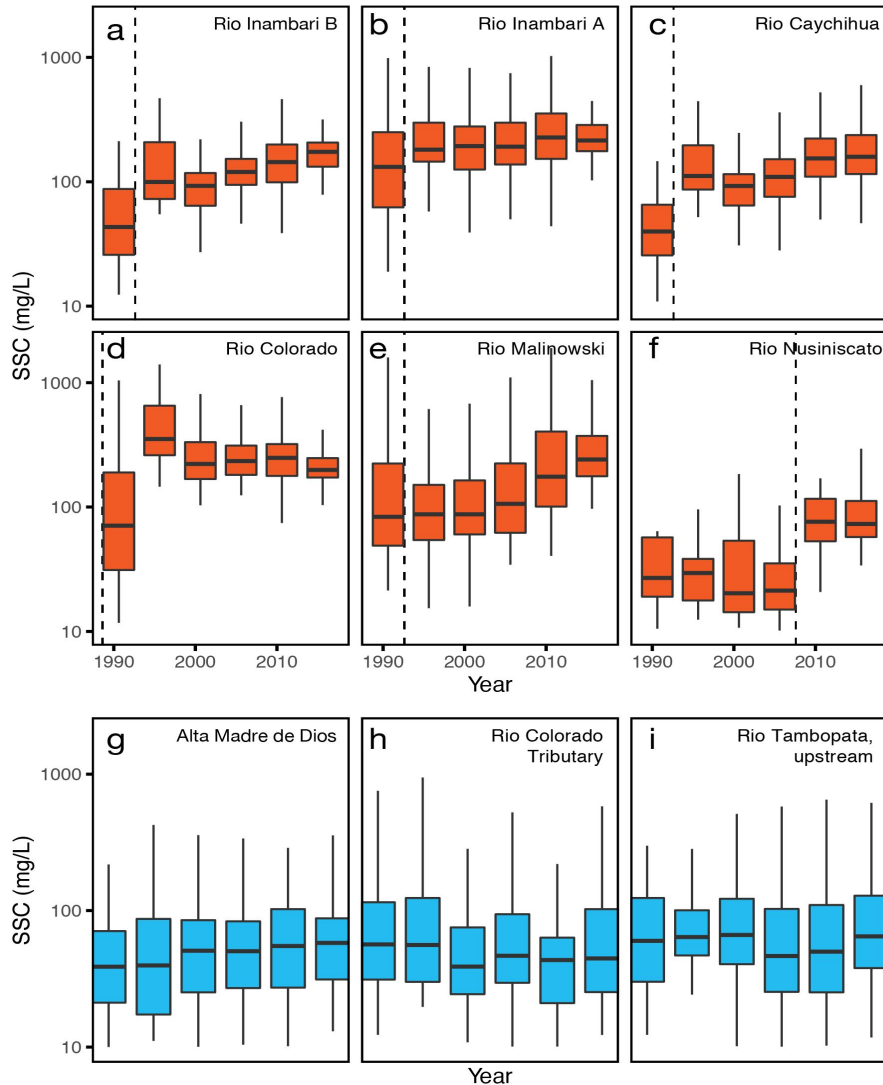 a
Rio Inambari B
b
Rio Inambari A
c
Rio Caychihua
1000
100
10
SSC (mg/L)
d
Rio Colorado
e
Rio Malinowski
f
Rio Nusiniscato
1000
100
10
1990 2000 2010
1990 2000 2010
1990 2000 2010
Year
g
Alta Madre de Dios
h
Rio Colorado
Tributary
i
Rio Tambopata,
upstream
1000
100
10
SSC (mg/L)
Year